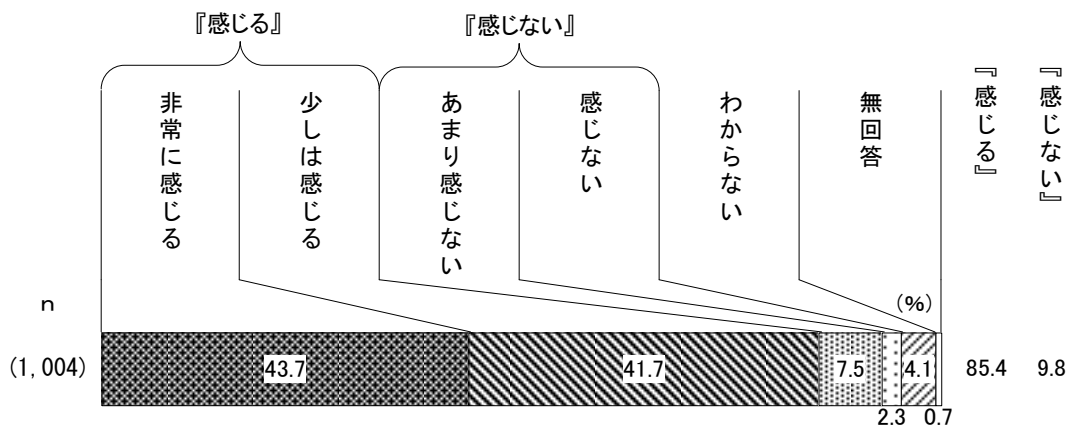 『感じる』
『感じない』
非常に感じる
少しは感じる
あまり感じない
感じない
わからない
無回答
『感じる』
『感じない』
n
(%)
(1,004)
43.7
41.7
7.5
2.3
4.1
0.7
85.4
9.8